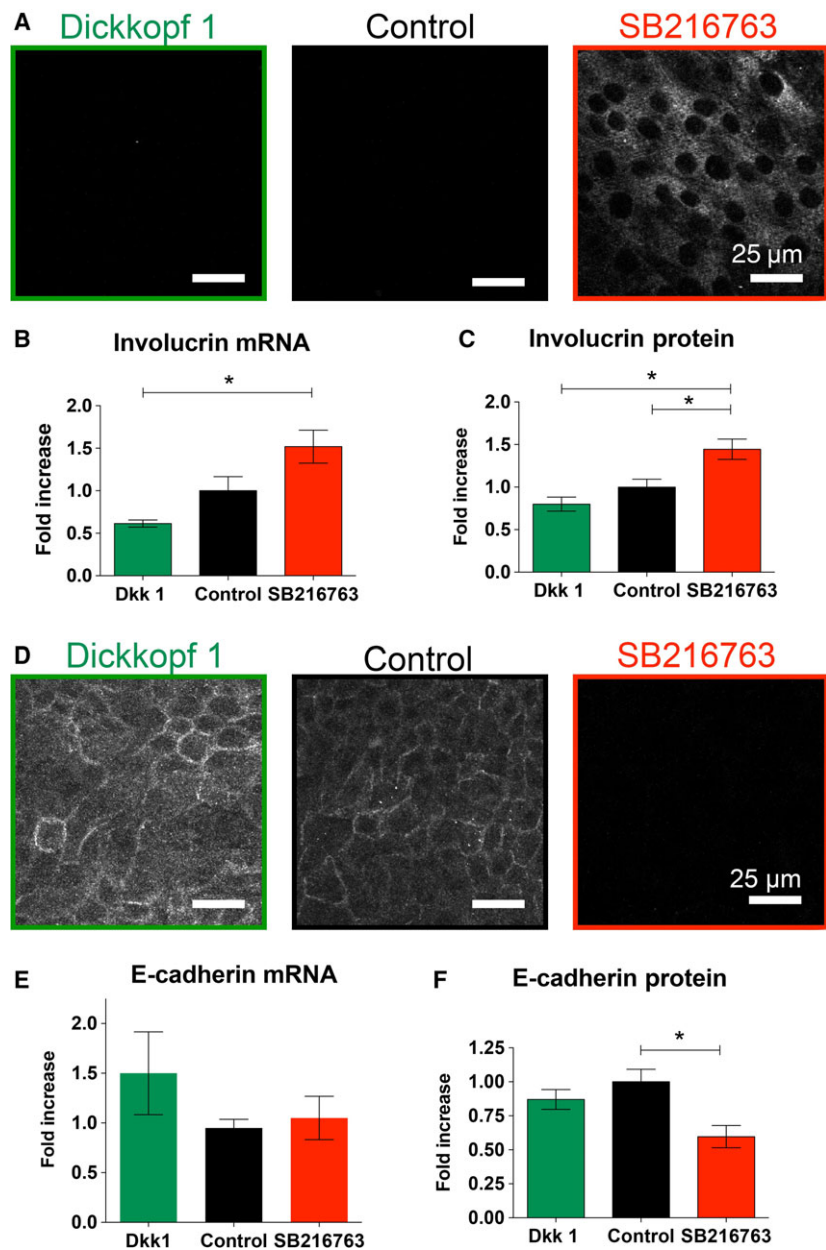 A
Dickkopf 1
Control
SB216763
25 µm
B
Involucrin mRNA
*
Fold increase
2.0
1.5
1.0
0.5
0.0
Dkk 1
Control
SB216763
C
Involucrin protein
*
*
Fold increase
2.0
1.5
1.0
0.5
0.0
Dkk 1
Control
SB216763
D
Dickkopf 1
Control
SB216763
25 µm
E
E-cadherin mRNA
Fold increase
2.0
1.5
1.0
0.5
0.0
Dkk1
Control
SB216763
F
E-cadherin protein
*
Fold increase
1.25
1.00
0.75
0.50
0.25
0.00
Dkk 1
Control
SB216763